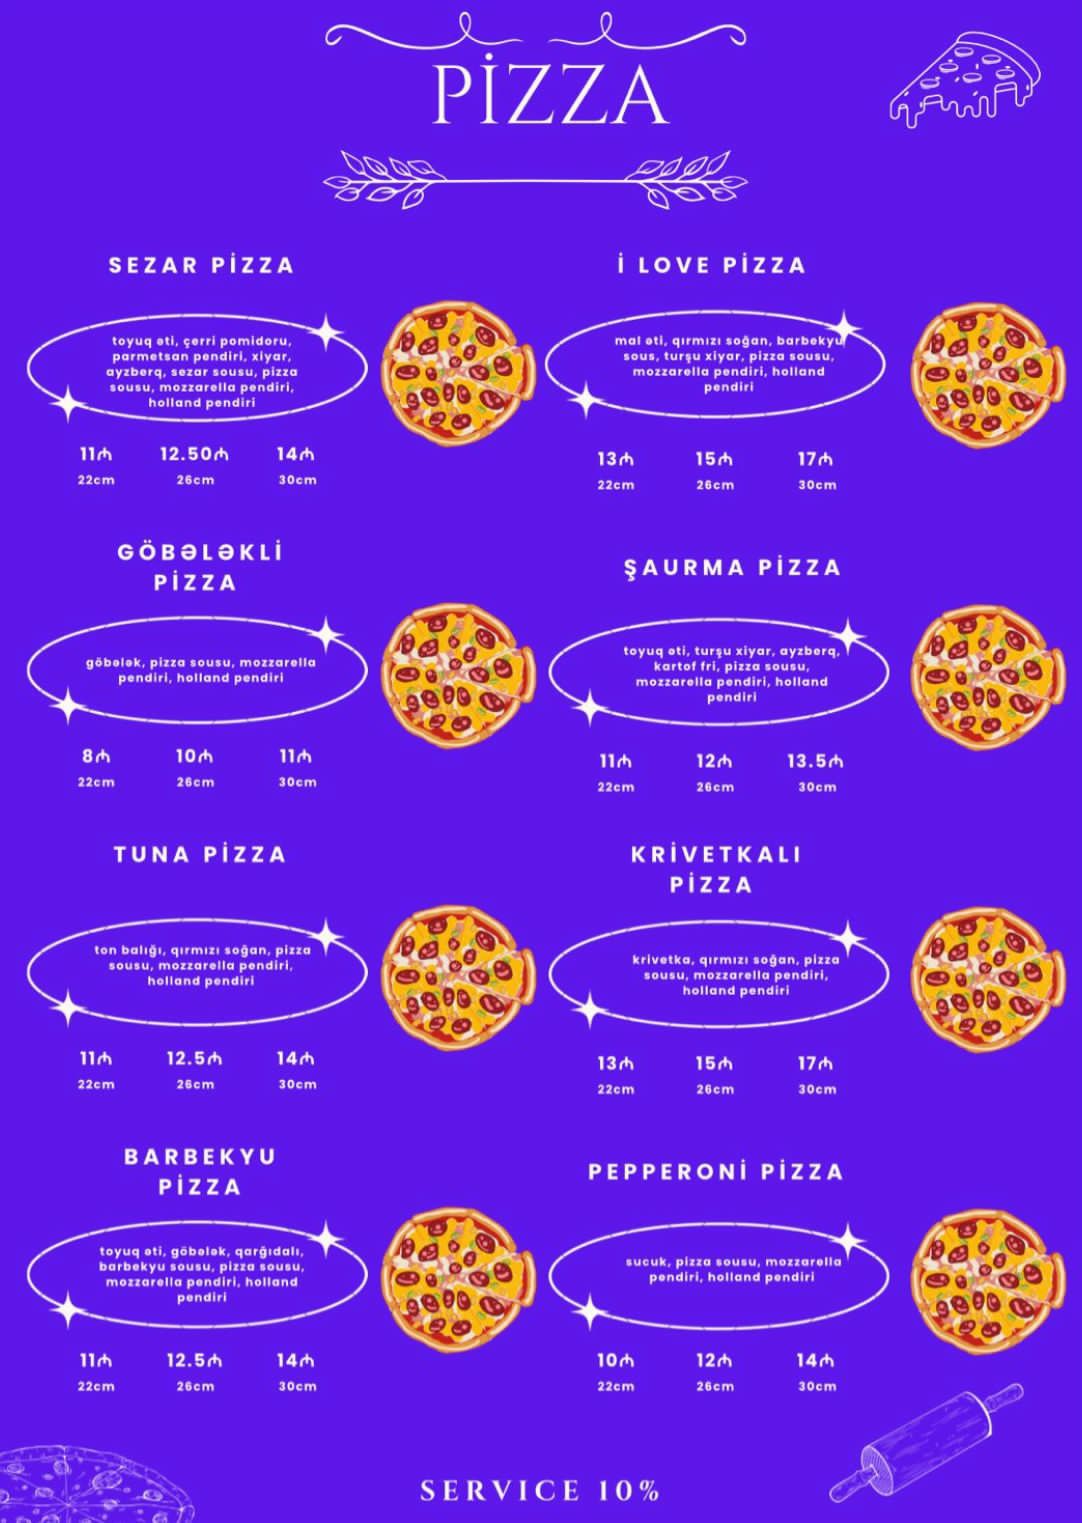 PİZZA
SEZAR PİZZA
toyuq eti, çerri pomidoru,
parmetsan pendiri, xiyar,
ayzberq, sezar sousu, pizza
sousu, mozzarella pendiri,
holland pendiri
11₼ 12.50₼ 14₼
22cm 26cm 30cm
İ LOVE PİZZA
mal əti, qırmızı soğan, barbekyu
sous, turşu xiyar, pizza sousu,
mozzarella pendiri, holland
pendiri
13₼ 15₼ 17₼
22cm 26cm 30cm
GÖBƏLƏKLİ
PİZZA
göbələk, pizza sousu, mozzarella
pendiri, holland pendiri
8₼ 10₼ 11₼
22cm 26cm 30cm
ŞAURMA PİZZA
toyuq əti, turşu xiyar, ayzberq,
kartof fri, pizza sousu,
mozzarella pendiri, holland
pendiri
11₼ 12₼ 13.5₼
22cm 26cm 30cm
TUNA PİZZA
ton balığı, qırmızı soğan, pizza
sousu, mozzarella pendiri,
holland pendiri
11₼ 12.5₼ 14₼
22cm 26cm 30cm
KRİVETKALI
PİZZA
krivetka, qırmızı soğan, pizza
sousu, mozzarella pendiri,
holland pendiri
13₼ 15₼ 17₼
22cm 26cm 30cm
BARBEKYU
PİZZA
toyuq əti, göbələk, qarğıdalı,
barbekyu sousu, pizza sousu,
mozzarella pendiri, holland
pendiri
11₼ 12.5₼ 14₼
22cm 26cm 30cm
PEPPERONİ PİZZA
sucuk, pizza sousu, mozzarella
pendiri, holland pendiri
10₼ 12₼ 14₼
22cm 26cm 30cm
SERVICE 10%